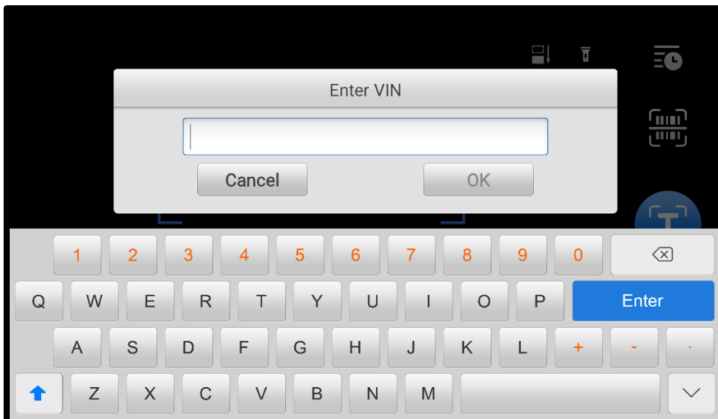 Enter VIN
Cancel OK
1 2 3 4 5 6 7 8 9 0
Q W E R T Y U I O P Enter
A S D F G H J K L + - .
Z X C V B N M
T